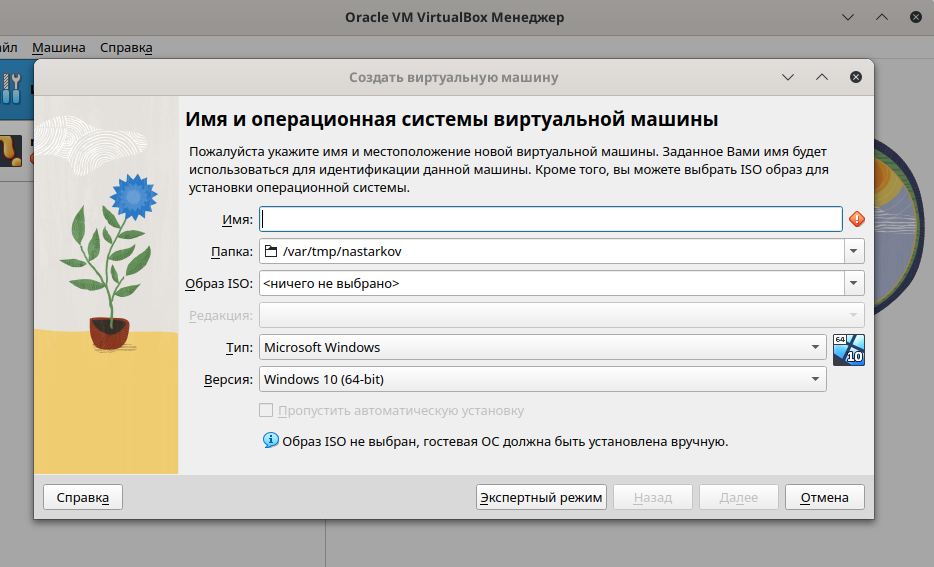 Oracle VM VirtualBox Менеджер
йл Машина Справка
Создать виртуальную машину
Имя и операционная системы виртуальной машины
Пожалуйста укажите имя и местоположение новой виртуальной машины. Заданное Вами имя будет
использоваться для идентификации данной машины. Кроме того, вы можете выбрать ISO образ для
установки операционной системы.
Имя:
Папка: /var/tmp/nastarkov
Образ ISO: <ничего не выбрано>
Редакция:
Тип: Microsoft Windows
64
10
Версия: Windows 10 (64-bit)
Пропустить автоматическую установку
Образ ISO не выбран, гостевая ОС должна быть установлена вручную.
Справка Экспертный режим Назад Далее Отмена